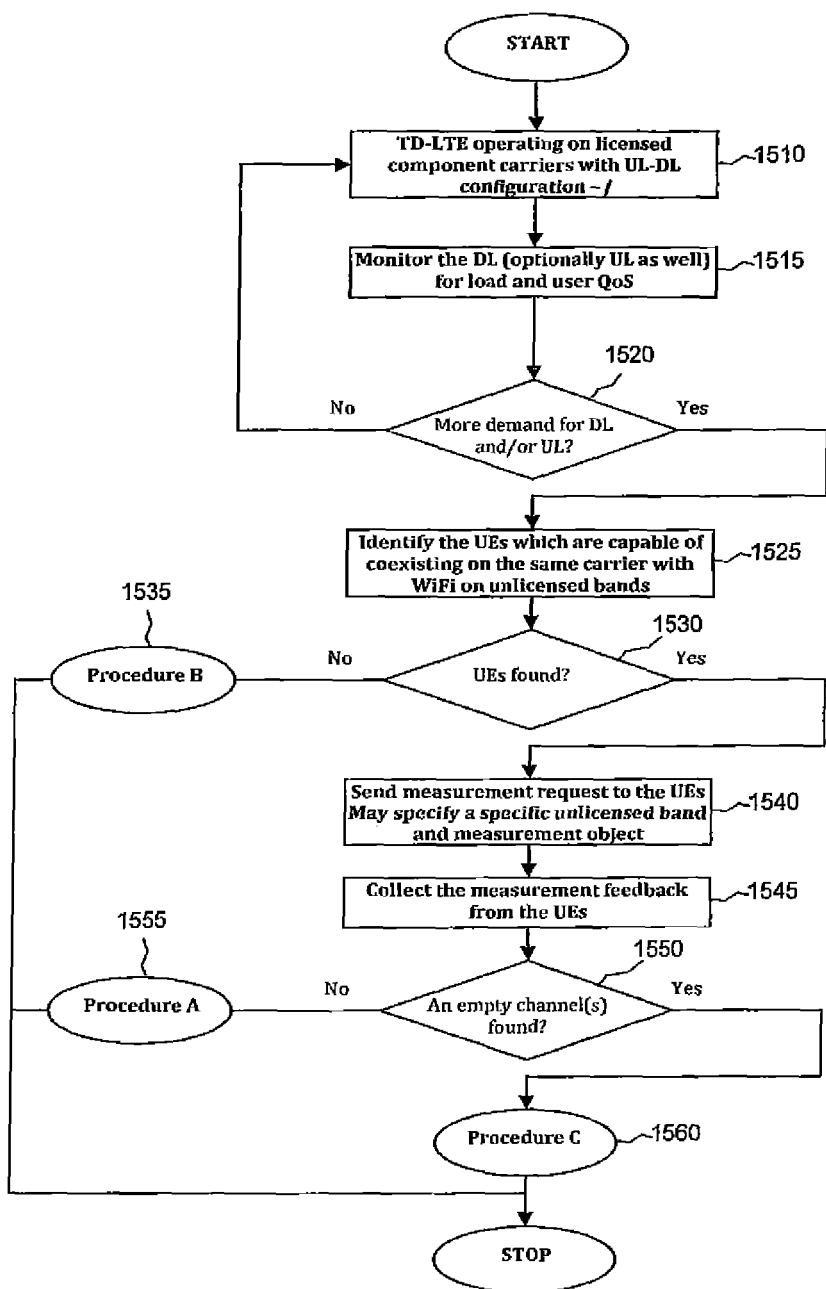 START
TD-LTE operating on licensed
component carriers with UL-DL
configuration ~/
1510
Monitor the DL (optionally UL as well)
for load and user QoS
1515
1520
No
Yes
More demand for DL
and/or UL?
Identify the UEs which are capable of
coexisting on the same carrier with
WiFi on unlicensed bands
1525
1535
1530
Procedure B
No
UEs found?
Yes
Send measurement request to the UEs
May specify a specific unlicensed band
and measurement object
1540
Collect the measurement feedback
from the UEs
1545
1555
1550
Procedure A
No
An empty channel(s)
found?
Yes
Procedure C
1560
STOP